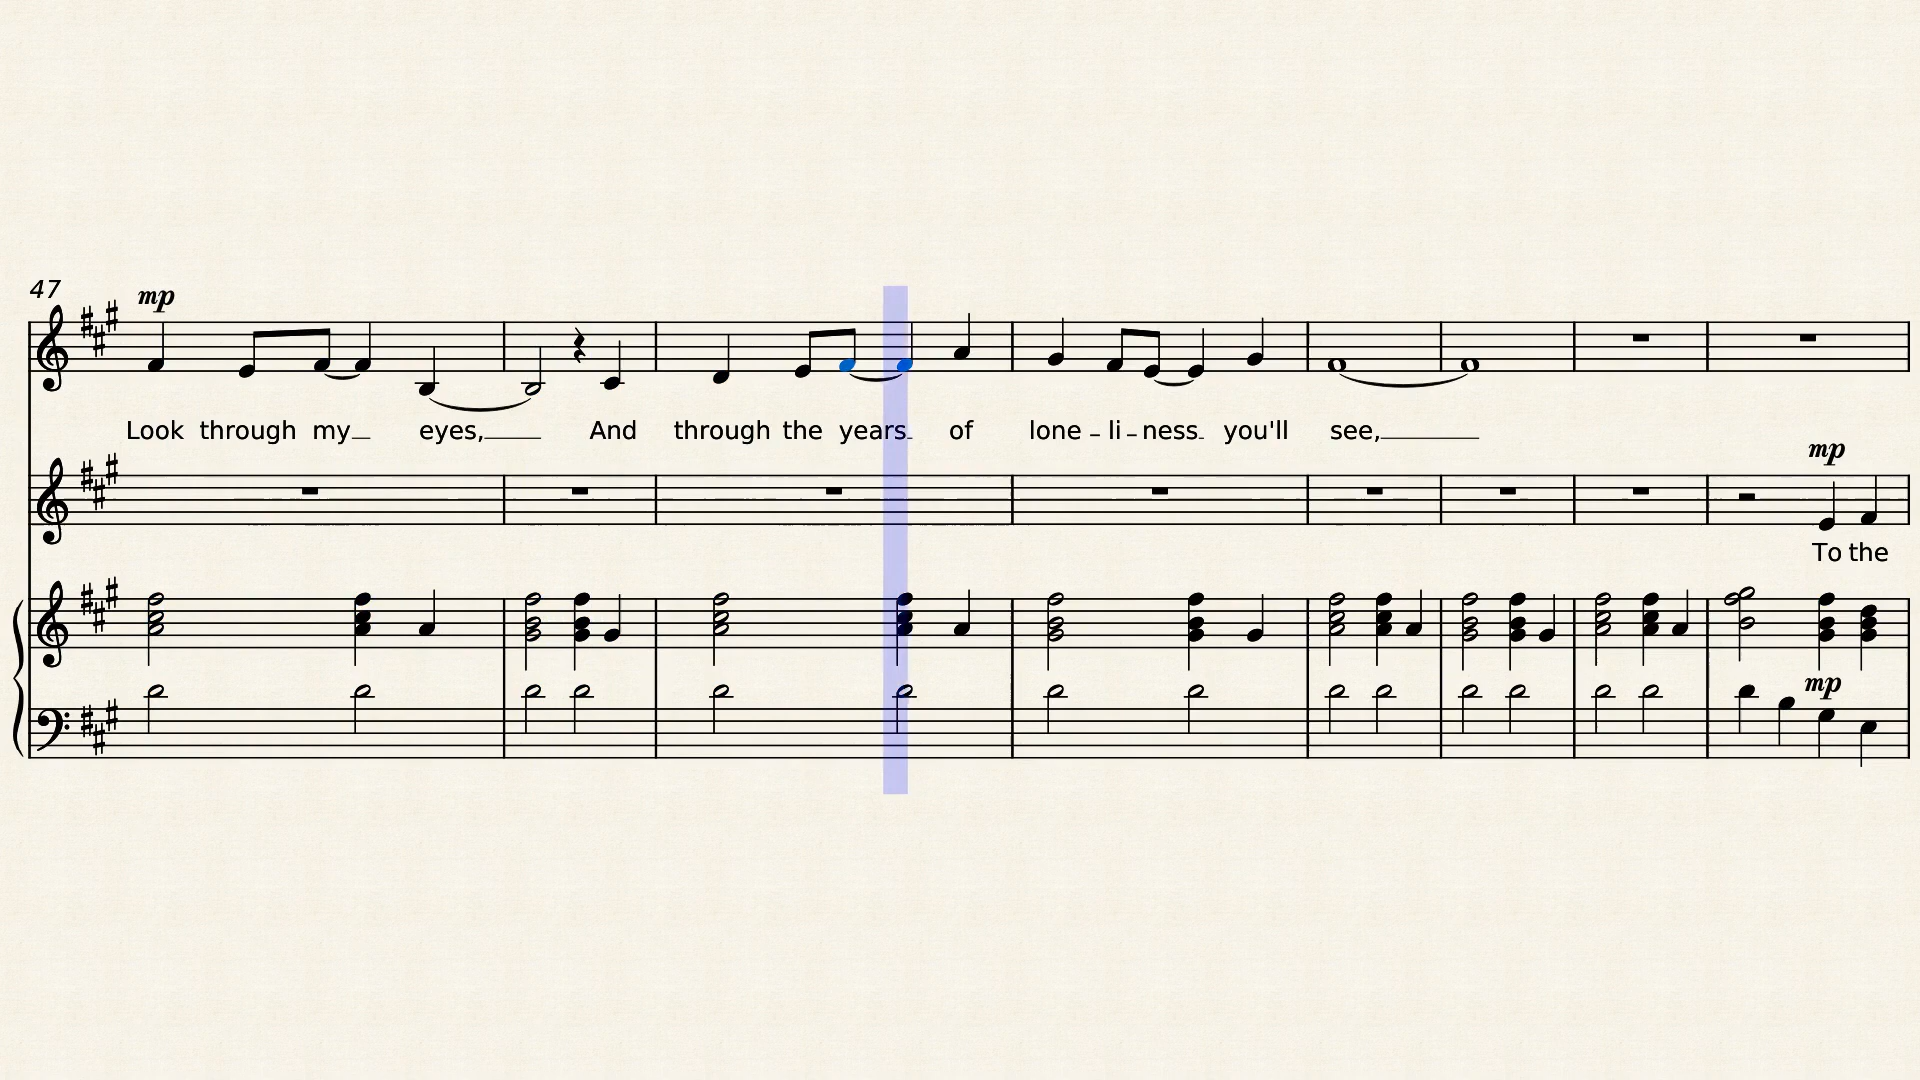 47
mp
Look through my eyes, And through the years of lone - li - ness you'll see,
mp
To the
mp